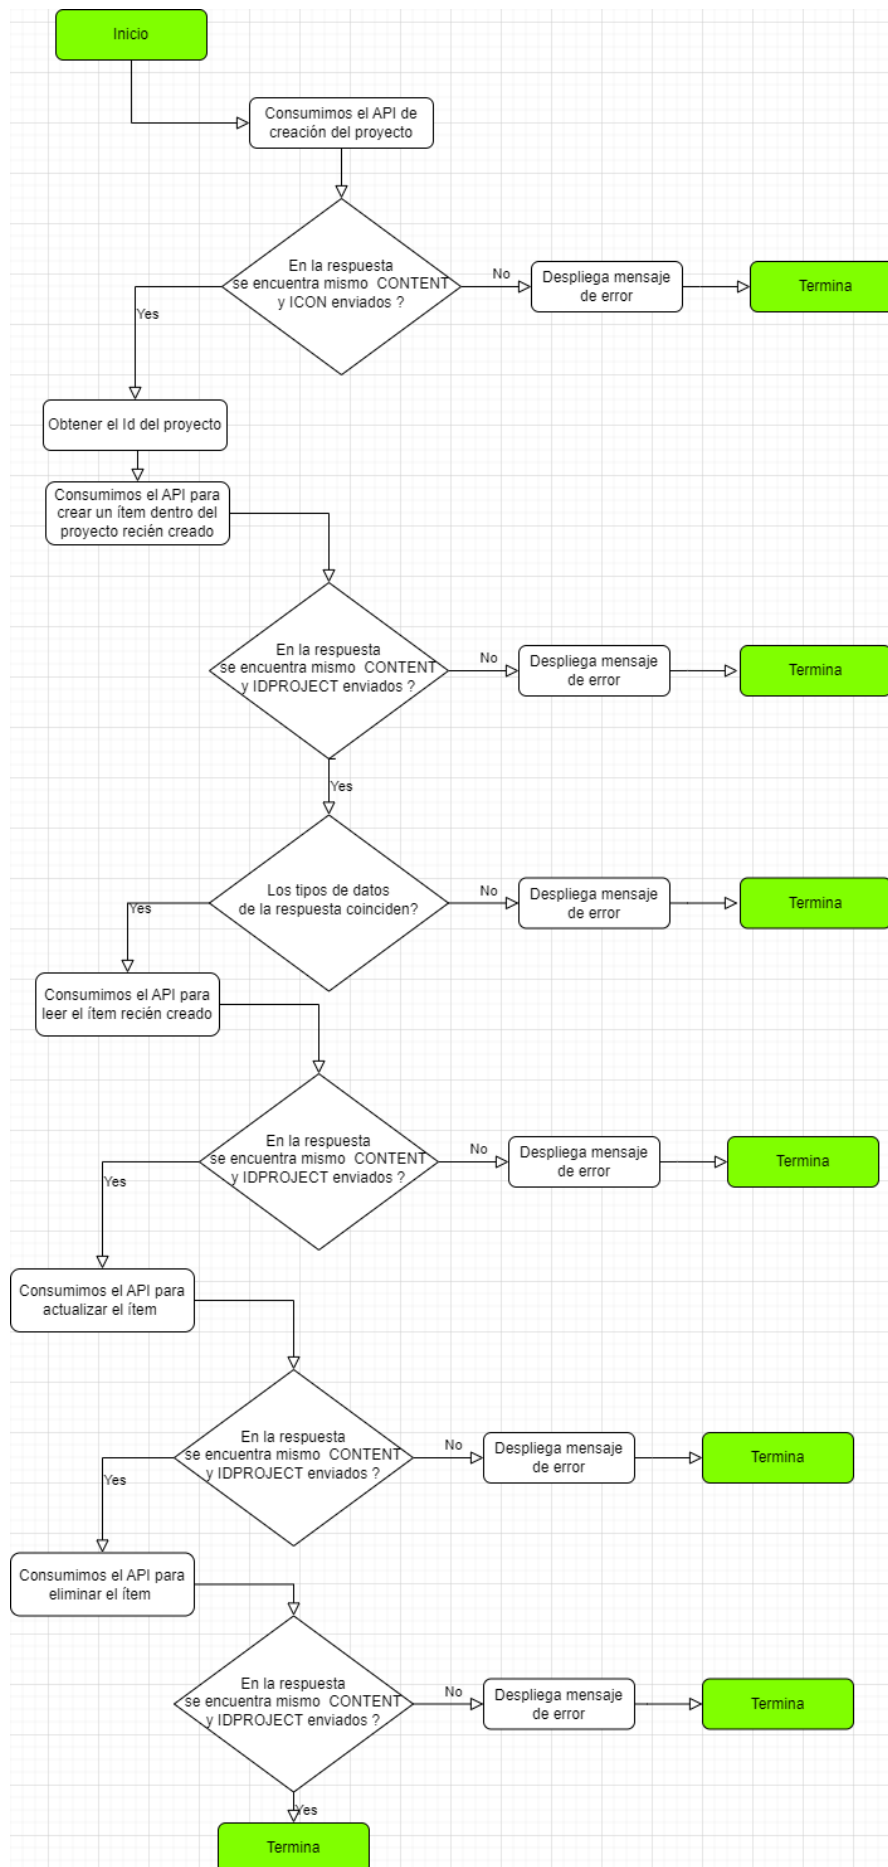 Inicio
Consumimos el API de
creación del proyecto
En la respuesta
se encuentra mismo CONTENT
y ICON enviados ?
No
Despliega mensaje
de error
Termina
Yes
Obtener el Id del proyecto
Consumimos el API para
crear un ítem dentro del
proyecto recién creado
En la respuesta
se encuentra mismo CONTENT
y IDPROJECT enviados ?
No
Despliega mensaje
de error
Termina
Yes
Los tipos de datos
de la respuesta coinciden?
No
Despliega mensaje
de error
Termina
Yes
Consumimos el API para
leer el ítem recién creado
En la respuesta
se encuentra mismo CONTENT
y IDPROJECT enviados ?
No
Despliega mensaje
de error
Termina
Yes
Consumimos el API para
actualizar el ítem
En la respuesta
se encuentra mismo CONTENT
y IDPROJECT enviados ?
No
Despliega mensaje
de error
Termina
Yes
Consumimos el API para
eliminar el ítem
En la respuesta
se encuentra mismo CONTENT
y IDPROJECT enviados ?
No
Despliega mensaje
de error
Termina
Yes
Termina